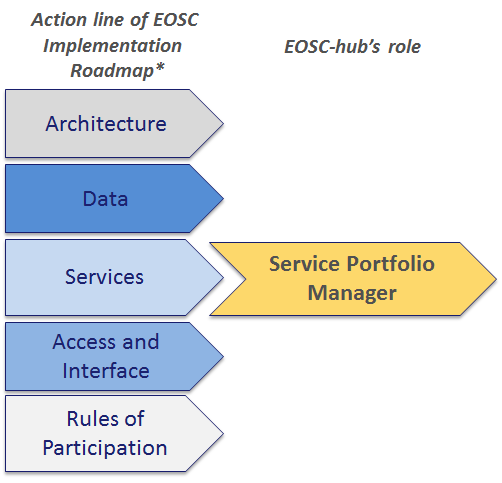 Action line of EOSC
Implementation
Roadmap*
EOSC-hub's role
Architecture
Data
Services
Service Portfolio
Manager
Access and
Interface
Rules of
Participation